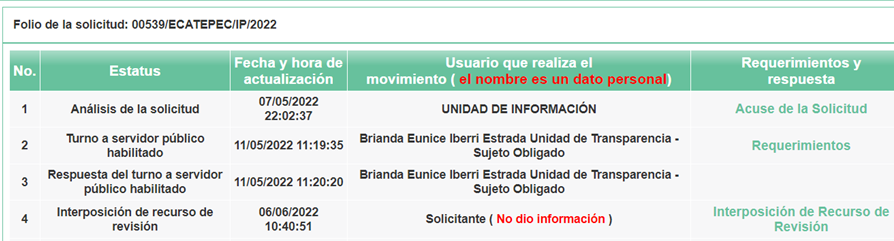 Folio de la solicitud: 00539/ECATEPEC/IP/2022
No. Estatus Fecha y hora de actualización Usuario que realiza el movimiento ( el nombre es un dato personal) Requerimientos y respuesta
1 Análisis de la solicitud 07/05/2022 22:02:37 UNIDAD DE INFORMACIÓN Acuse de la Solicitud
2 Turno a servidor público habilitado 11/05/2022 11:19:35 Brianda Eunice Iberri Estrada Unidad de Transparencia - Sujeto Obligado Requerimientos
3 Respuesta del turno a servidor público habilitado 11/05/2022 11:20:20 Brianda Eunice Iberri Estrada Unidad de Transparencia - Sujeto Obligado
4 Interposición de recurso de revisión 06/06/2022 10:40:51 Solicitante ( No dio información ) Interposición de Recurso de Revisión